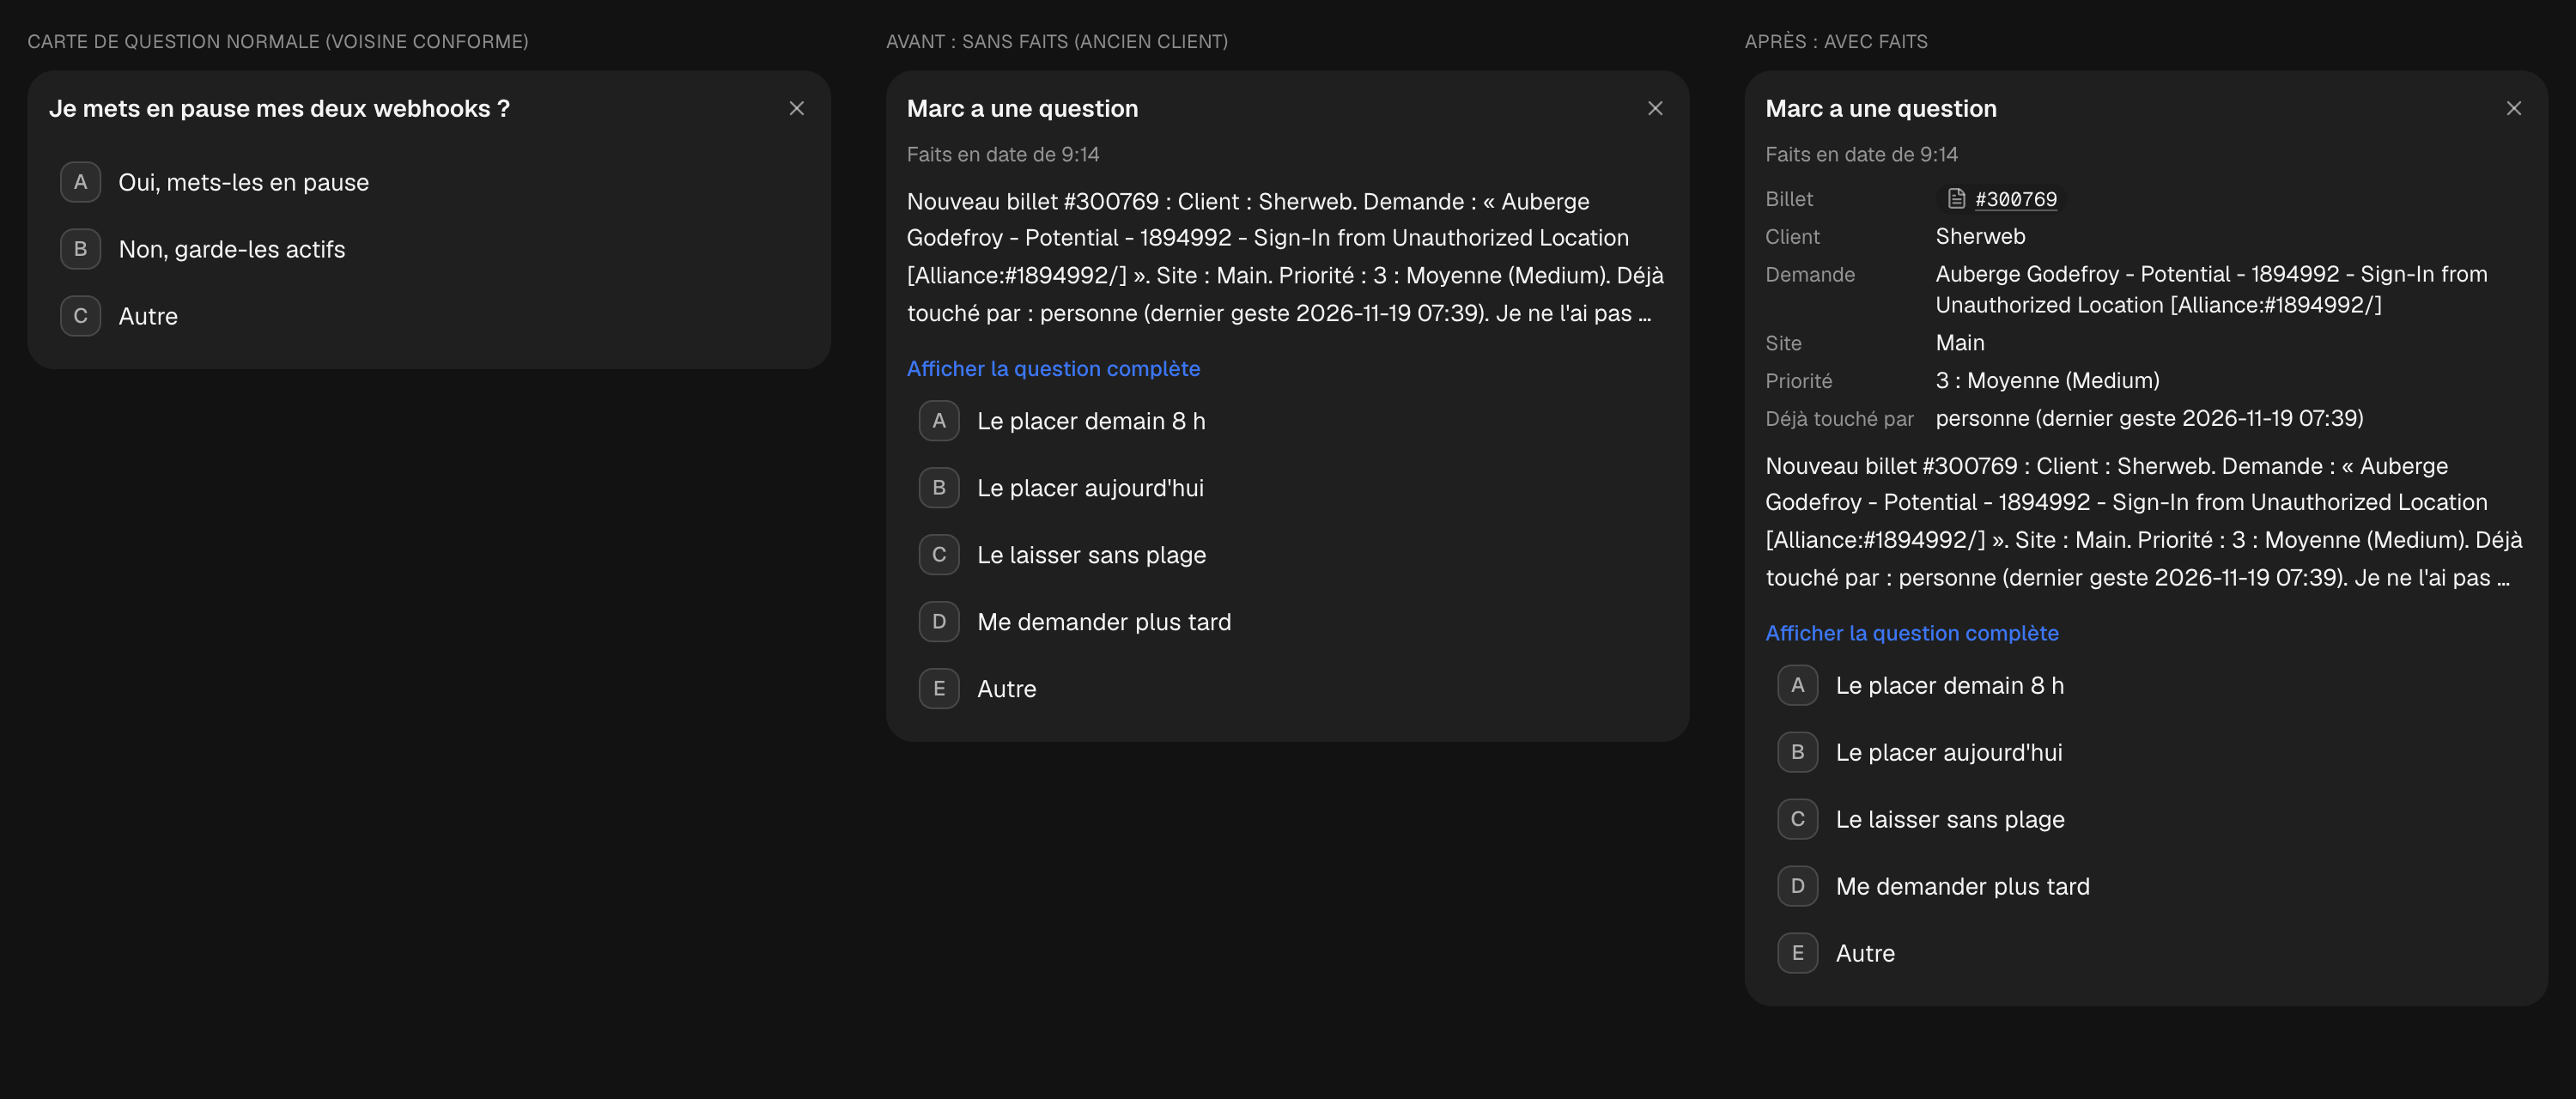 CARTE DE QUESTION NORMALE (VOISINE CONFORME)
Je mets en pause mes deux webhooks ?
A Oui, mets-les en pause
B Non, garde-les actifs
C Autre
AVANT : SANS FAITS (ANCIEN CLIENT)
Marc a une question
Faits en date de 9:14
Nouveau billet #300769 : Client : Sherweb. Demande : « Auberge
Godefroy - Potential - 1894992 - Sign-In from Unauthorized Location
[Alliance:#1894992/] ». Site : Main. Priorité : 3 : Moyenne (Medium). Déjà
touché par : personne (dernier geste 2026-11-19 07:39). Je ne l'ai pas ...
Afficher la question complète
A Le placer demain 8 h
B Le placer aujourd'hui
C Le laisser sans plage
D Me demander plus tard
E Autre
APRÈS : AVEC FAITS
Marc a une question
Faits en date de 9:14
Billet #300769
Client Sherweb
Demande Auberge Godefroy - Potential - 1894992 - Sign-In from
Unauthorized Location [Alliance:#1894992/]
Site Main
Priorité 3 : Moyenne (Medium)
Déjà touché par personne (dernier geste 2026-11-19 07:39)
Nouveau billet #300769 : Client : Sherweb. Demande : « Auberge
Godefroy - Potential - 1894992 - Sign-In from Unauthorized Location
[Alliance:#1894992/] ». Site : Main. Priorité : 3 : Moyenne (Medium). Déjà
touché par : personne (dernier geste 2026-11-19 07:39). Je ne l'ai pas ...
Afficher la question complète
A Le placer demain 8 h
B Le placer aujourd'hui
C Le laisser sans plage
D Me demander plus tard
E Autre